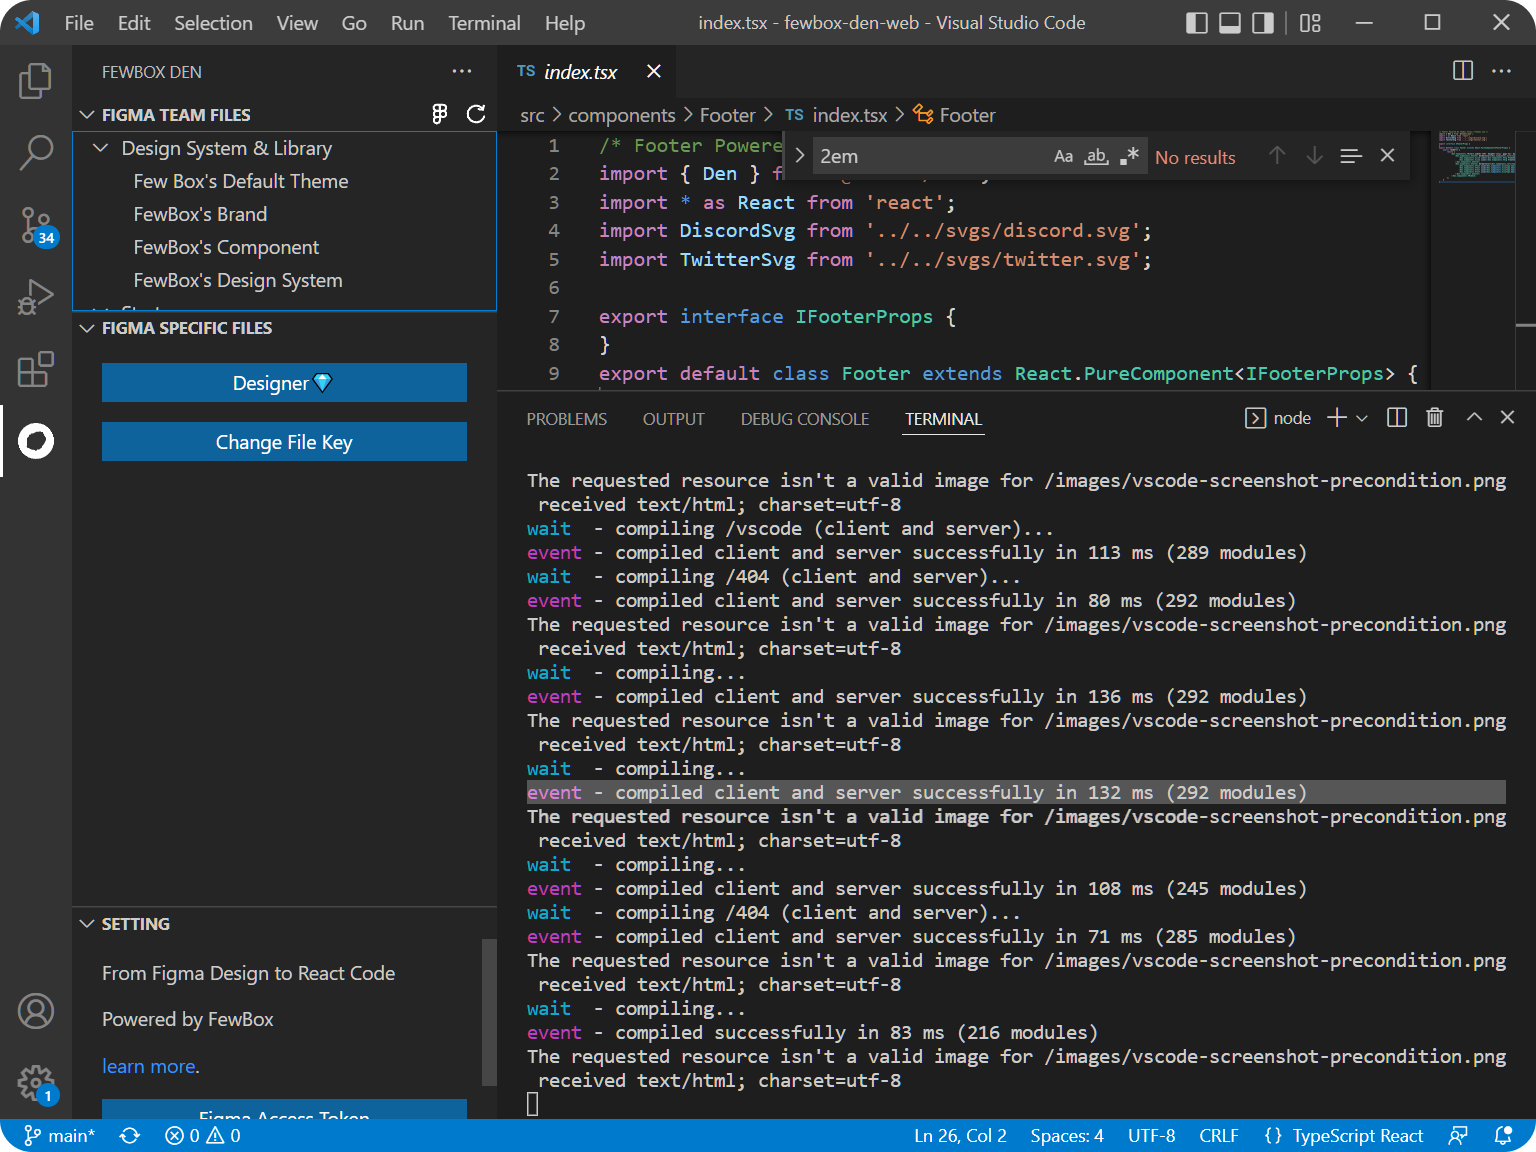 File Edit Selection View Go Run Terminal Help
index.tsx - fewbox-den-web - Visual Studio Code
FEWBOX DEN
FIGMA TEAM FILES
Design System & Library
Few Box's Default Theme
FewBox's Brand
FewBox's Component
FewBox's Design System
34
FIGMA SPECIFIC FILES
Designer
Change File Key
SETTING
From Figma Design to React Code
Powered by FewBox
learn more.
Figma Access Token
1
TS index.tsx
src > components > Footer > TS index.tsx > Footer
2em
Aa ab .*
No results
1 /* Footer Powere
2 import { Den } f
3 import * as React from 'react';
4 import DiscordSvg from '../../svgs/discord.svg';
5 import TwitterSvg from '../../svgs/twitter.svg';
6
7 export interface IFooterProps {
8 }
9 export default class Footer extends React.PureComponent<IFooterProps> {
PROBLEMS OUTPUT DEBUG CONSOLE TERMINAL
node
The requested resource isn't a valid image for /images/vscode-screenshot-precondition.png
received text/html; charset=utf-8
wait - compiling /vscode (client and server)...
event - compiled client and server successfully in 113 ms (289 modules)
wait - compiling /404 (client and server)...
event - compiled client and server successfully in 80 ms (292 modules)
The requested resource isn't a valid image for /images/vscode-screenshot-precondition.png
received text/html; charset=utf-8
wait - compiling...
event - compiled client and server successfully in 136 ms (292 modules)
The requested resource isn't a valid image for /images/vscode-screenshot-precondition.png
received text/html; charset=utf-8
wait - compiling...
event - compiled client and server successfully in 132 ms (292 modules)
The requested resource isn't a valid image for /images/vscode-screenshot-precondition.png
received text/html; charset=utf-8
wait - compiling...
event - compiled client and server successfully in 108 ms (245 modules)
wait - compiling /404 (client and server)...
event - compiled client and server successfully in 71 ms (285 modules)
The requested resource isn't a valid image for /images/vscode-screenshot-precondition.png
received text/html; charset=utf-8
wait - compiling...
event - compiled successfully in 83 ms (216 modules)
The requested resource isn't a valid image for /images/vscode-screenshot-precondition.png
received text/html; charset=utf-8
main* 0 0
Ln 26, Col 2 Spaces: 4 UTF-8 CRLF {} TypeScript React